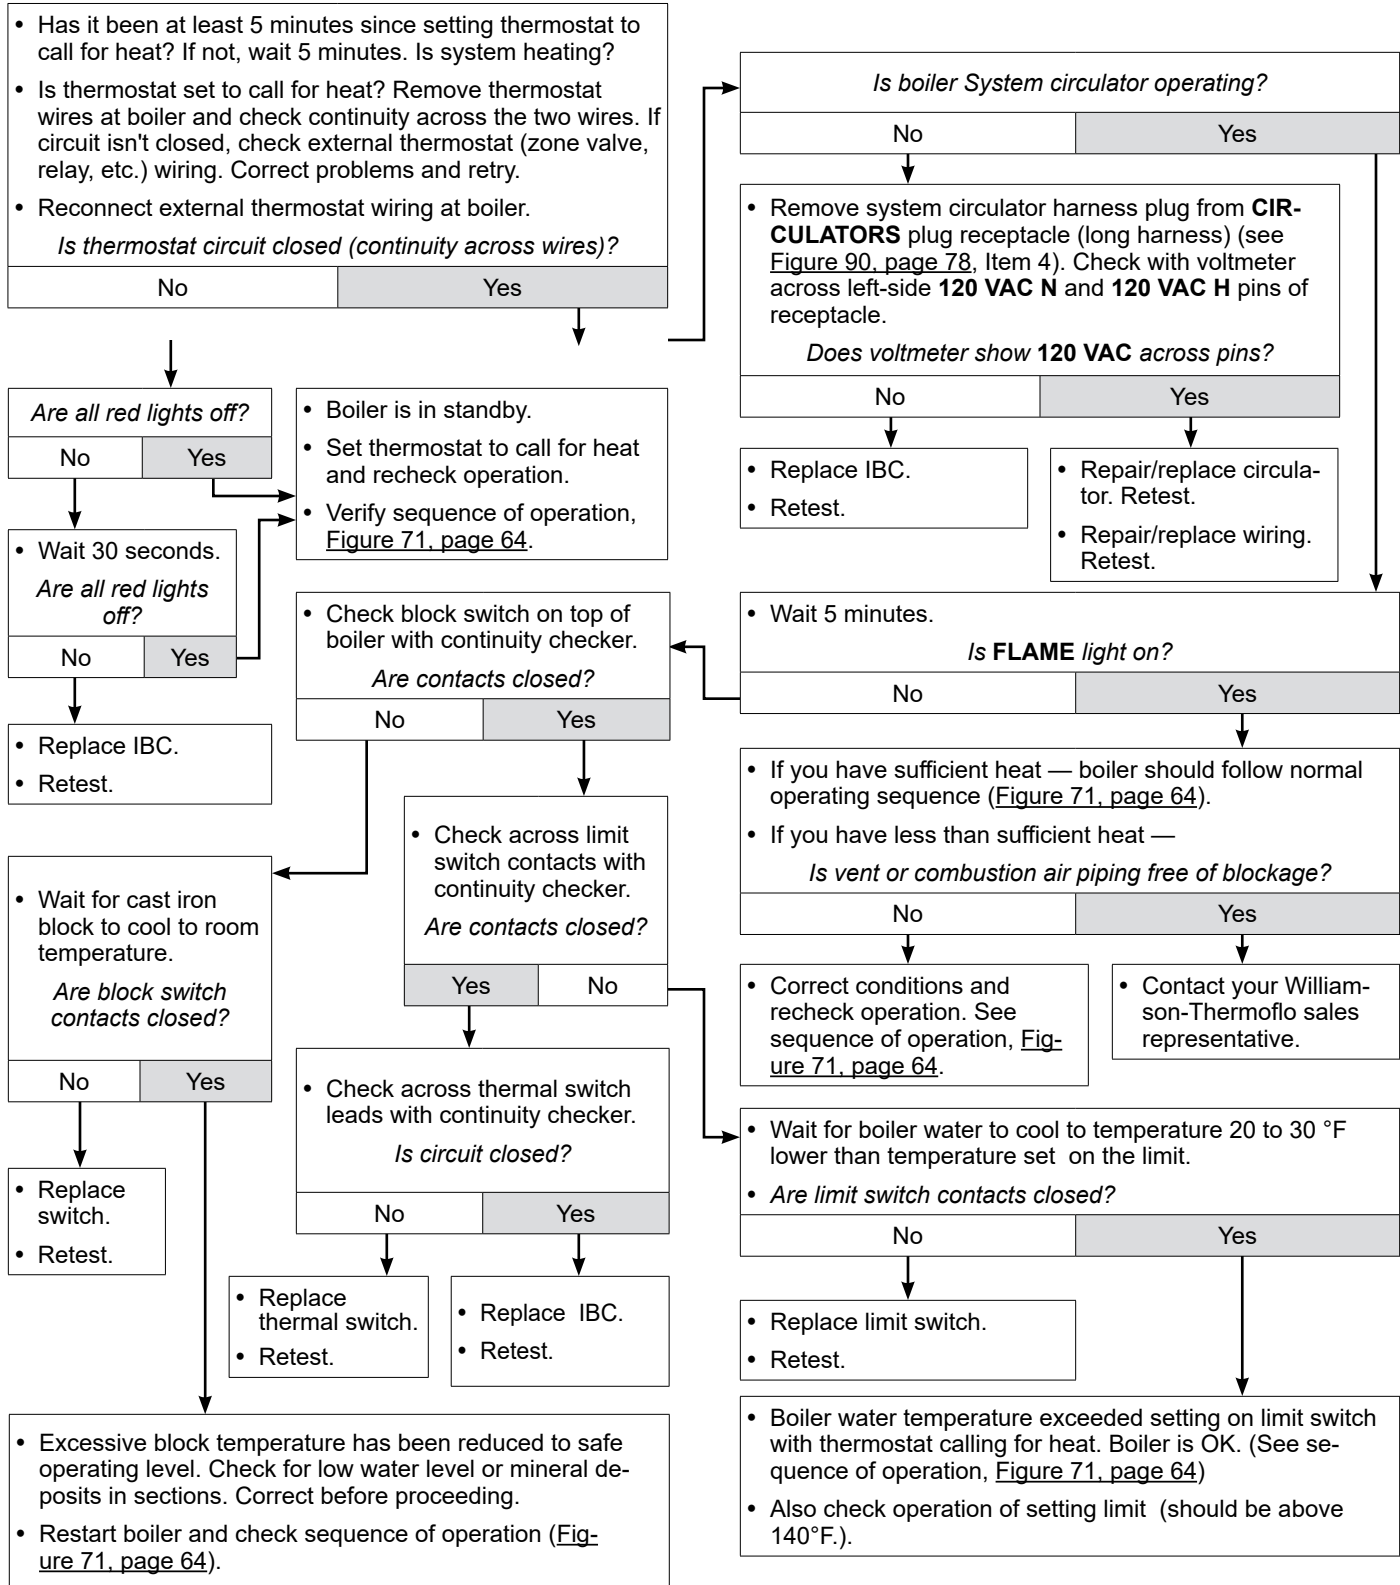 • Has it been at least 5 minutes since setting thermostat to
call for heat? If not, wait 5 minutes. Is system heating?
• Is thermostat set to call for heat? Remove thermostat
wires at boiler and check continuity across the two wires. If
circuit isn't closed, check external thermostat (zone valve,
relay, etc.) wiring. Correct problems and retry.
• Reconnect external thermostat wiring at boiler.
Is thermostat circuit closed (continuity across wires)?
No Yes
Are all red lights off?
No Yes
• Wait 30 seconds.
Are all red lights
off?
No Yes
• Replace IBC.
• Retest.
• Boiler is in standby.
• Set thermostat to call for heat
and recheck operation.
• Verify sequence of operation,
Figure 71, page 64.
Is boiler System circulator operating?
No Yes
• Remove system circulator harness plug from CIR-
CULATORS plug receptacle (long harness) (see
Figure 90, page 78, Item 4). Check with voltmeter
across left-side 120 VAC N and 120 VAC H pins of
receptacle.
Does voltmeter show 120 VAC across pins?
No Yes
• Replace IBC.
• Retest.
• Repair/replace circula-
tor. Retest.
• Repair/replace wiring.
Retest.
• Wait 5 minutes.
Is FLAME light on?
No Yes
• If you have sufficient heat — boiler should follow normal
operating sequence (Figure 71, page 64).
• If you have less than sufficient heat —
Is vent or combustion air piping free of blockage?
No Yes
• Correct conditions and
recheck operation. See
sequence of operation, Fig-
ure 71, page 64.
• Contact your William-
son-Thermoflo sales
representative.
• Check block switch on top of
boiler with continuity checker.
Are contacts closed?
No Yes
• Check across limit
switch contacts with
continuity checker.
Are contacts closed?
Yes No
• Wait for cast iron
block to cool to room
temperature.
Are block switch
contacts closed?
No Yes
• Replace
switch.
• Retest.
• Check across thermal switch
leads with continuity checker.
Is circuit closed?
No Yes
• Replace
thermal switch.
• Retest.
• Replace IBC.
• Retest.
• Wait for boiler water to cool to temperature 20 to 30 °F
lower than temperature set on the limit.
• Are limit switch contacts closed?
No Yes
• Replace limit switch.
• Retest.
• Excessive block temperature has been reduced to safe
operating level. Check for low water level or mineral de-
posits in sections. Correct before proceeding.
• Restart boiler and check sequence of operation (Fig-
ure 71, page 64).
• Boiler water temperature exceeded setting on limit switch
with thermostat calling for heat. Boiler is OK. (See se-
quence of operation, Figure 71, page 64)
• Also check operation of setting limit (should be above
140°F.).